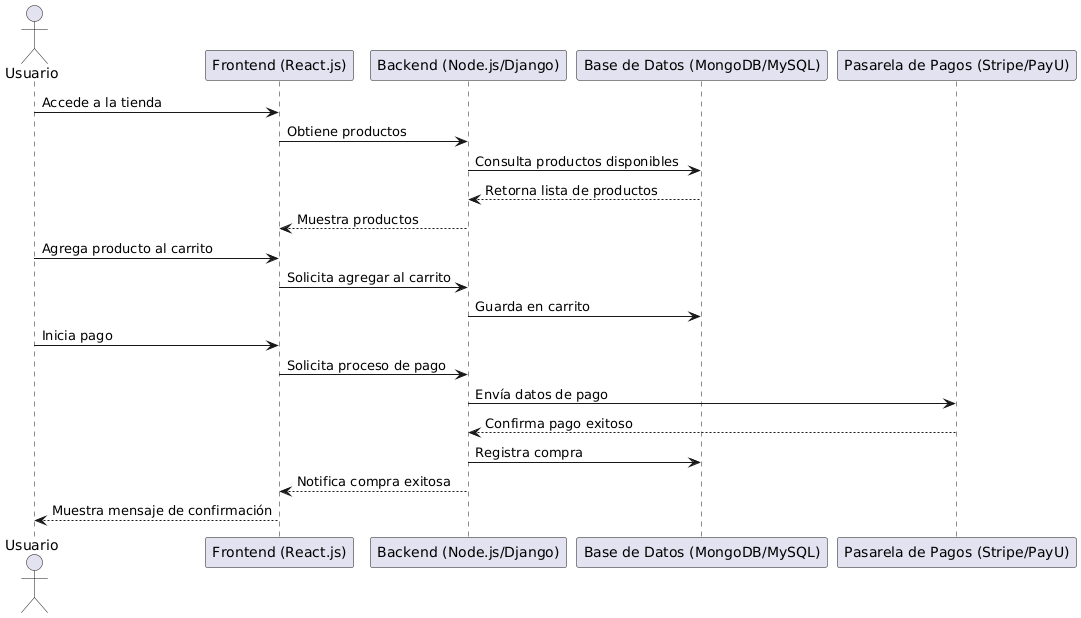 Usuario
Frontend (React.js)
Backend (Node.js/Django)
Base de Datos (MongoDB/MySQL)
Pasarela de Pagos (Stripe/PayU)
Accede a la tienda
Obtiene productos
Consulta productos disponibles
Retorna lista de productos
Muestra productos
Agrega producto al carrito
Solicita agregar al carrito
Guarda en carrito
Inicia pago
Solicita proceso de pago
Envía datos de pago
Confirma pago exitoso
Registra compra
Notifica compra exitosa
Muestra mensaje de confirmación
Usuario
Frontend (React.js)
Backend (Node.js/Django)
Base de Datos (MongoDB/MySQL)
Pasarela de Pagos (Stripe/PayU)